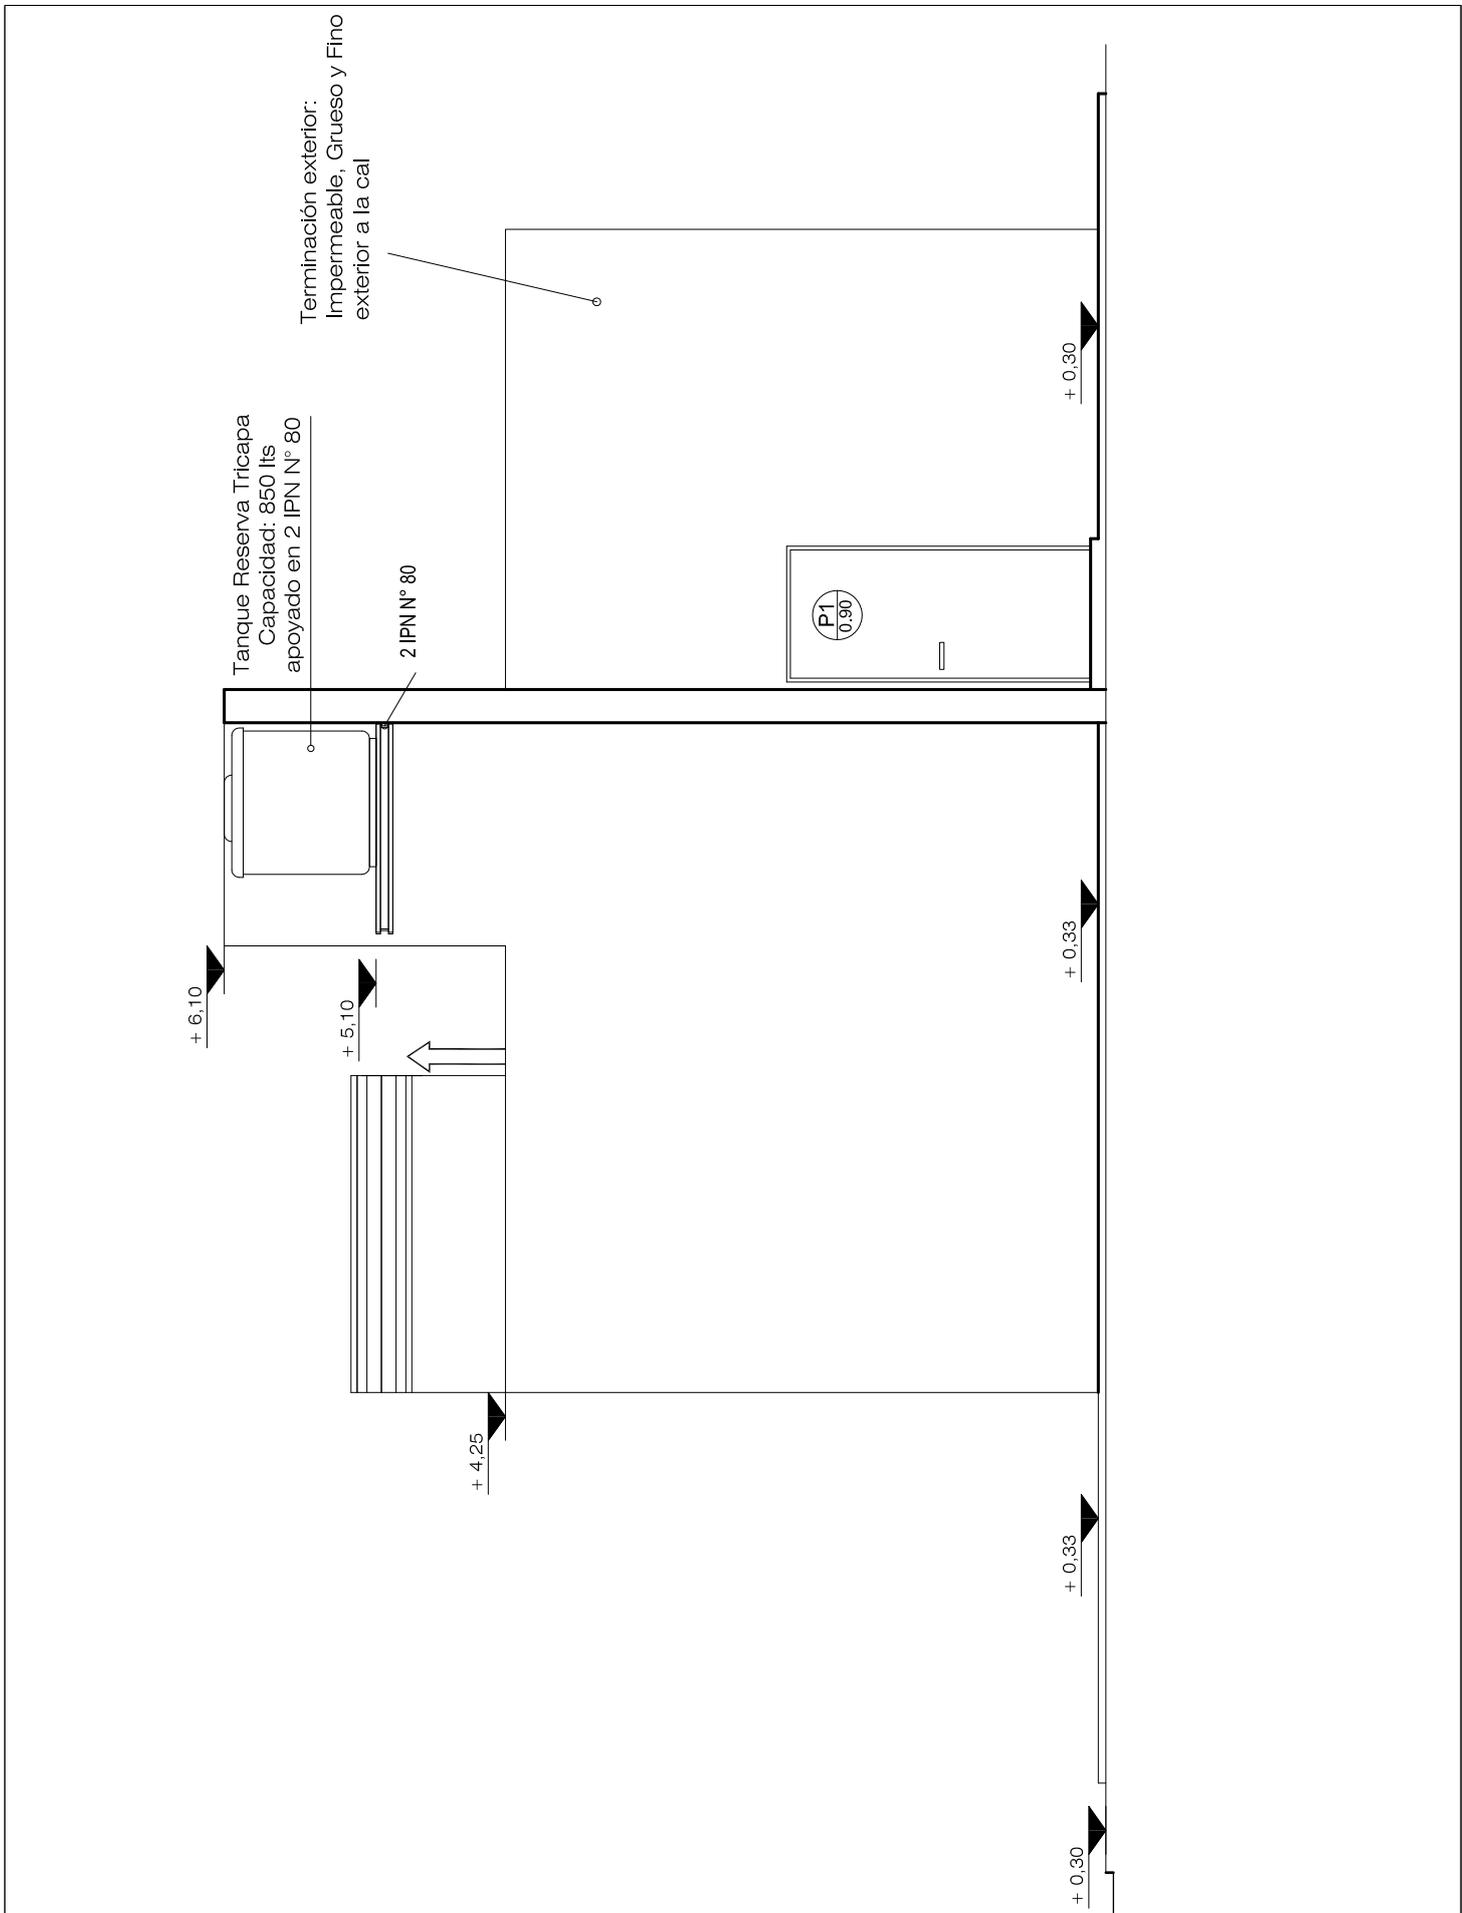 Terminación exterior:
Impermeable, Grueso y Fino
exterior a la cal
Tanque Reserva Tricapa
Capacidad: 850 lts
apoyado en 2 IPN N° 80
2 IPN N° 80
+ 6,10
+ 5,10
+ 4,25
P1
0.90
+ 0,30
+ 0,33
+ 0,33
+ 0,30